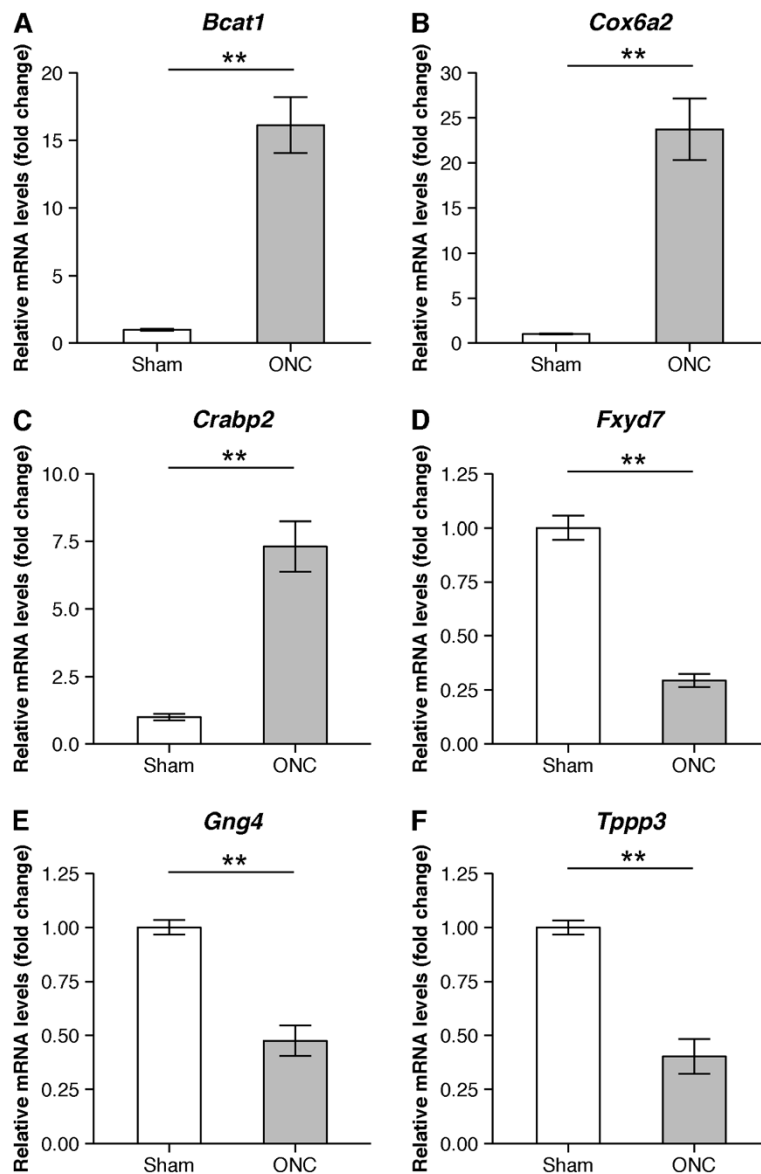 A
Bcat1
Relative mRNA levels (fold change)
20
15
10
5
0
**
Sham
ONC
B
Cox6a2
Relative mRNA levels (fold change)
30
25
20
15
10
5
0
**
Sham
ONC
C
Crabp2
Relative mRNA levels (fold change)
10.0
7.5
5.0
2.5
0.0
**
Sham
ONC
D
Fxyd7
Relative mRNA levels (fold change)
1.25
1.00
0.75
0.50
0.25
0.00
**
Sham
ONC
E
Gng4
Relative mRNA levels (fold change)
1.25
1.00
0.75
0.50
0.25
0.00
**
Sham
ONC
F
Tppp3
Relative mRNA levels (fold change)
1.25
1.00
0.75
0.50
0.25
0.00
**
Sham
ONC